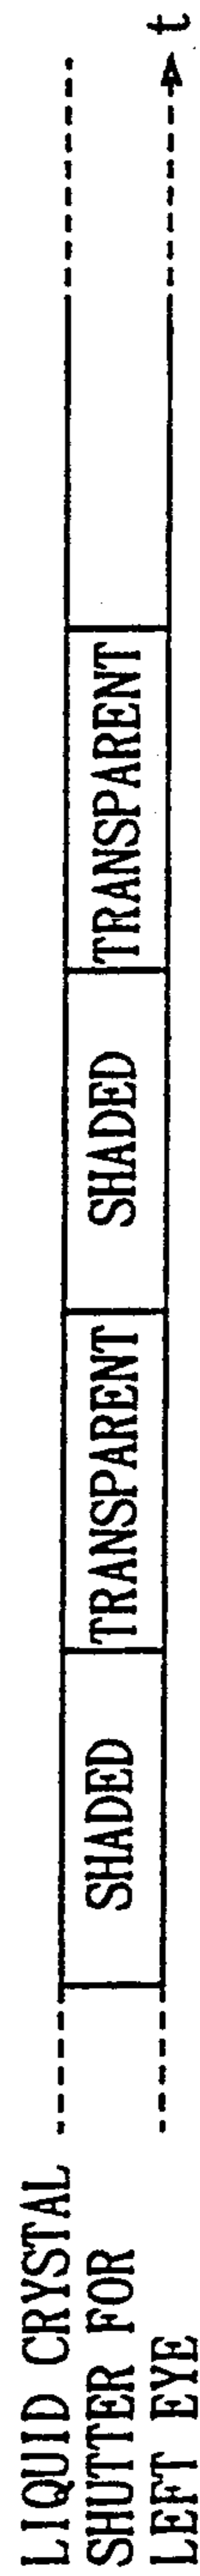 LIQUID CRYSTAL
SHUTTER FOR
LEFT EYE
SHADED
TRANSPARENT
SHADED
TRANSPARENT
t